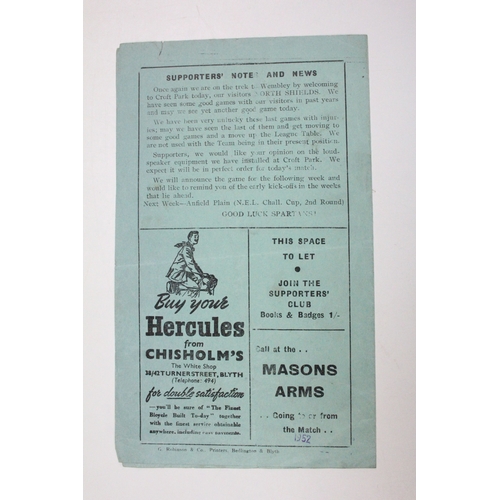 SUPPORTERS' NOTES AND NEWS
Once again we are on the trek to Wembley by welcoming
to Croft Park today, our visitors NORTH SHIELDS. We
have seen some good games with our visitors in past years
and may we see yet another good game today.
We have been very unlucky these last games with injur-
ies, may we have seen the last of them and get moving to
some good games and a move up the League Table. We
are not used with the Team being in their present position.
Supporters, we would like your opinion on the loud-
speaker equipment we have installed at Croft Park. We
expect it will be in perfect order for today's match.
We will announce the game for the following week and
would like to remind you of the early kick-offs in the weeks
that lie ahead.
Next Week—Anfield Plain (N.E.L. Chall. Cup, 2nd Round)
GOOD LUCK SPARTANS!
Buy your
Hercules
from
CHISHOLM'S
The White Shop
38/42 TURNER STREET, BLYTH
(Telephone: 494)
for double satisfaction
—you'll be sure of "The Finest
Bicycle Built To-day" together
with the finest service obtainable
anywhere, including easy payments.
THIS SPACE
TO LET
JOIN THE
SUPPORTERS'
CLUB
Books & Badges 1/-
Call at the . .
MASONS
ARMS
. . Going to or from
the Match . .
1952
& Co., Printers, Bedlington & Blyth.